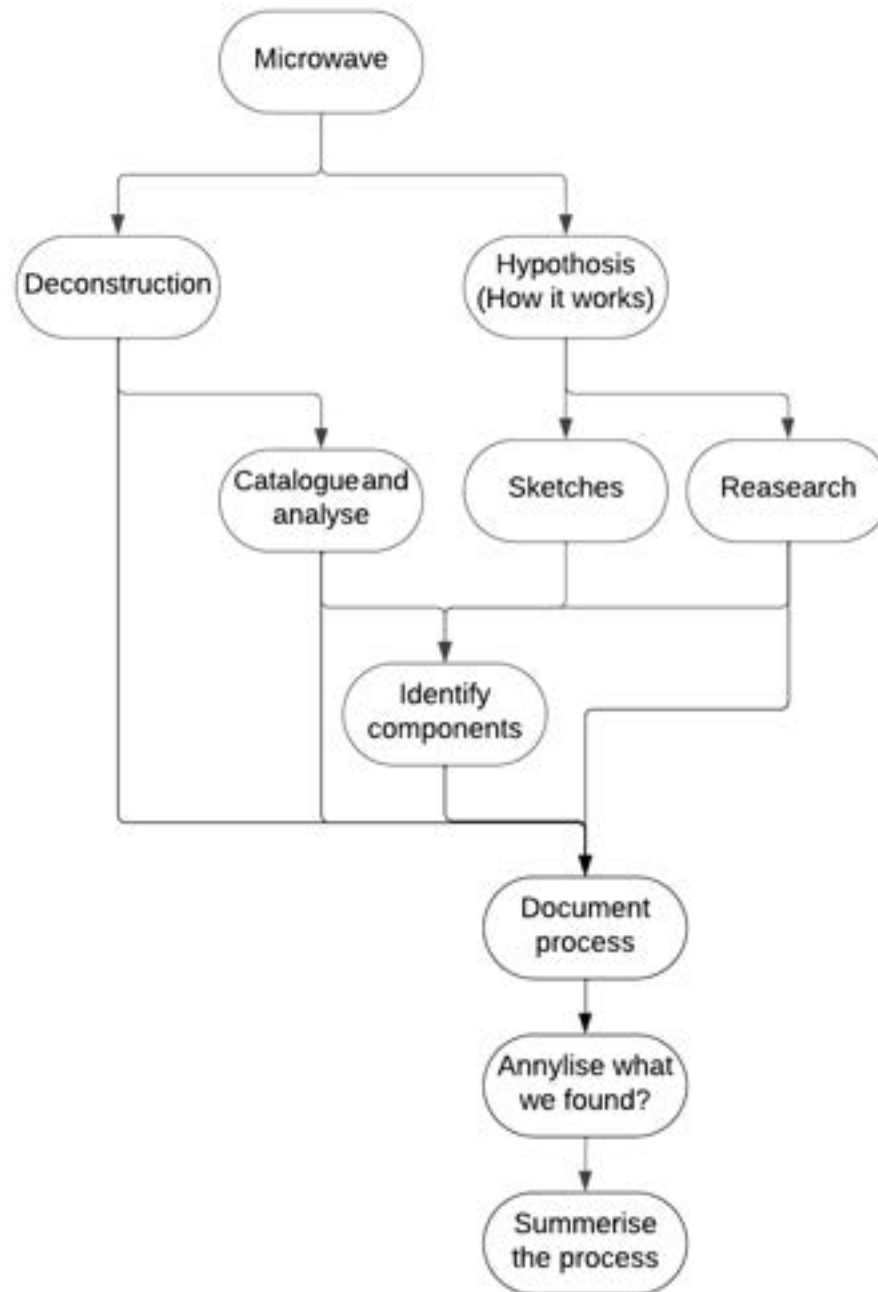 Microwave
Deconstruction
Hypothosis
(How it works)
Catalogue and
analyse
Sketches
Reasearch
Identify
components
Document
process
Annylise what
we found?
Summerise
the process